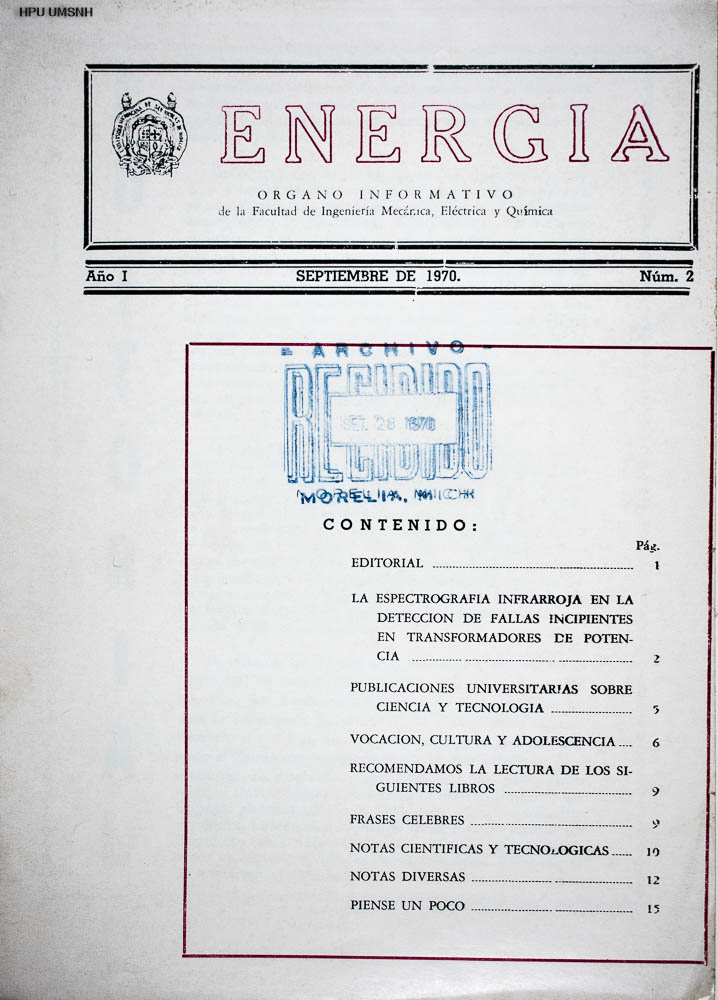 HPU UMSNH
ENERGIA
ORGANO INFORMATIVO
de la Facultad de Ingeniería Mecánica, Eléctrica y Química
Año I SEPTIEMBRE DE 1970. Núm. 2
ARCHIVO
RECIBIDO
SET. 28 1970
MORELIA, MICH
CONTENIDO:
Pág.
EDITORIAL 1
LA ESPECTROGRAFIA INFRARROJA EN LA
DETECCION DE FALLAS INCIPIENTES
EN TRANSFORMADORES DE POTEN-
CIA 2
PUBLICACIONES UNIVERSITARIAS SOBRE
CIENCIA Y TECNOLOGIA 5
VOCACION, CULTURA Y ADOLESCENCIA 6
RECOMENDAMOS LA LECTURA DE LOS SI-
GUIENTES LIBROS 9
FRASES CELEBRES 9
NOTAS CIENTIFICAS Y TECNOLOGICAS 10
NOTAS DIVERSAS 12
PIENSE UN POCO 15